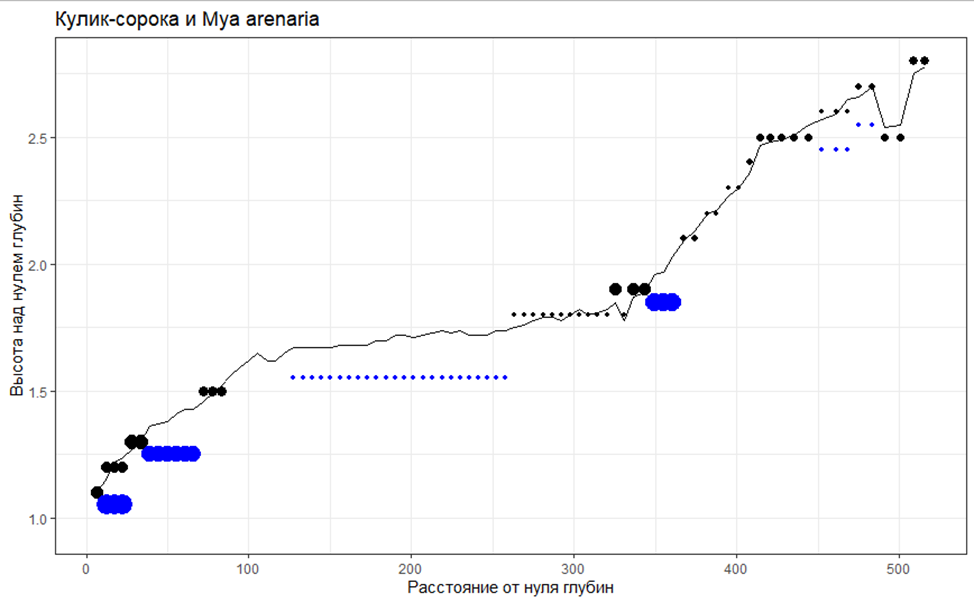 Кулик-сорока и Mya arenaria
Высота над нулем глубин
2.5
2.0
1.5
1.0
0 100 200 300 400 500
Расстояние от нуля глубин